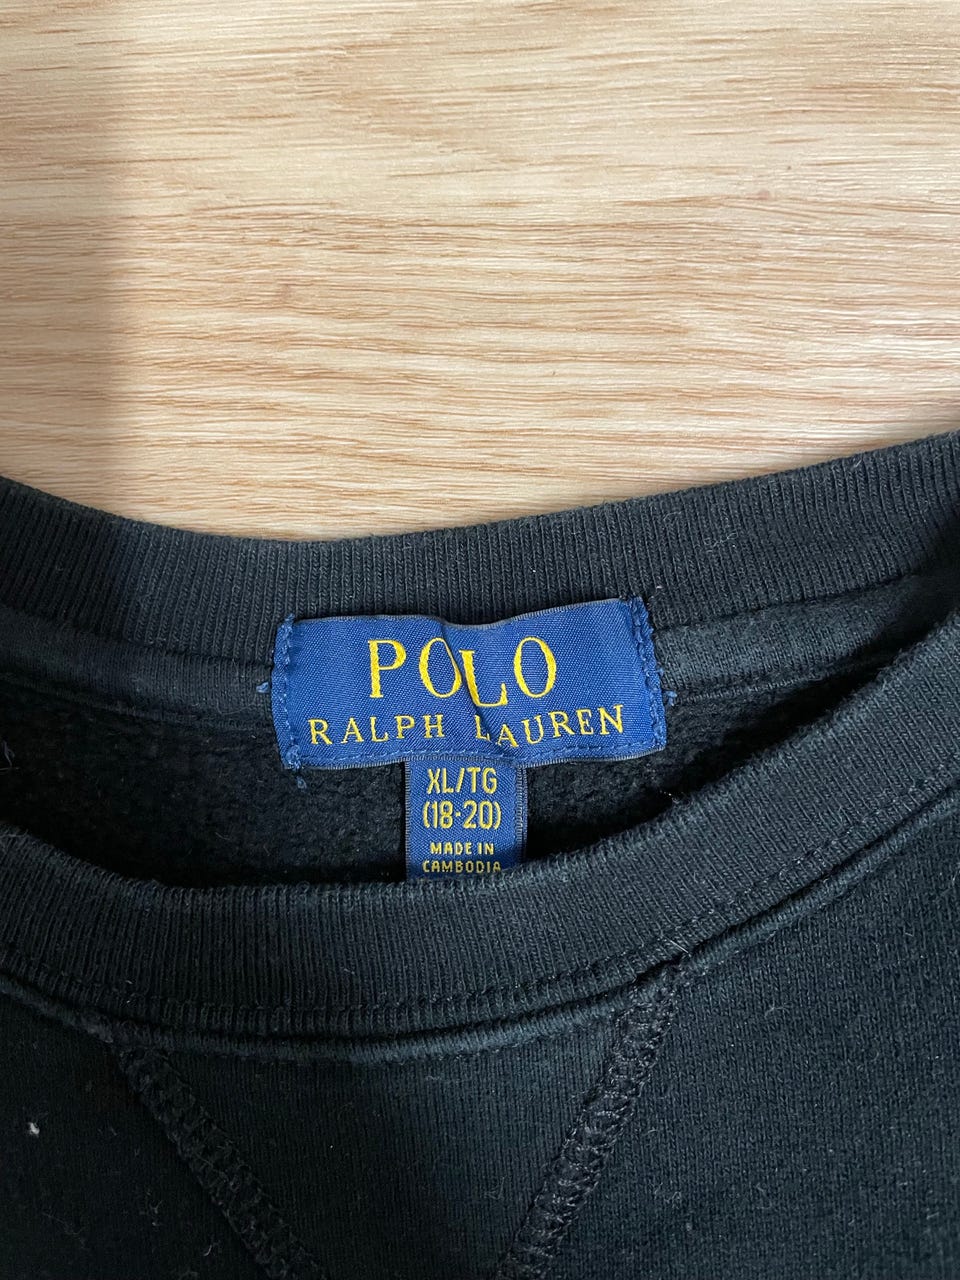 POLO
RALPH LAUREN
XL/TG
(18-20)
MADE IN
CAMBODIA